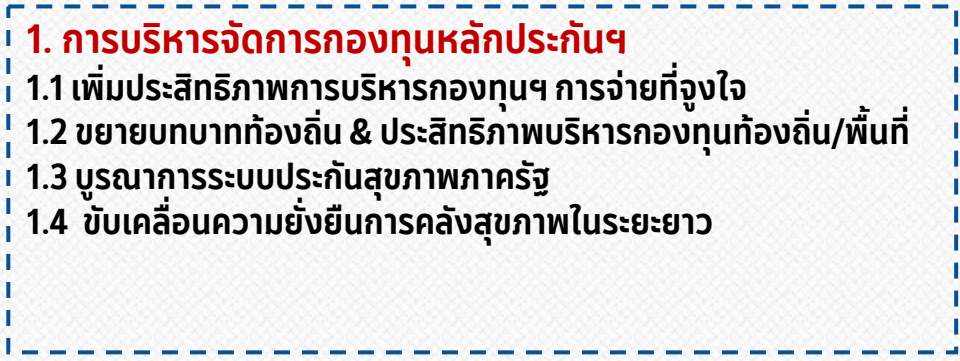 1. การบริหารจัดการกองทุนหลักประกันฯ
1.1 เพิ่มประสิทธิภาพการบริหารกองทุนฯ การจ่ายที่จูงใจ
1.2 ขยายบทบาทท้องถิ่น & ประสิทธิภาพบริหารกองทุนท้องถิ่น/พื้นที่
1.3 บูรณาการระบบประกันสุขภาพภาครัฐ
1.4 ขับเคลื่อนความยั่งยืนการคลังสุขภาพในระยะยาว